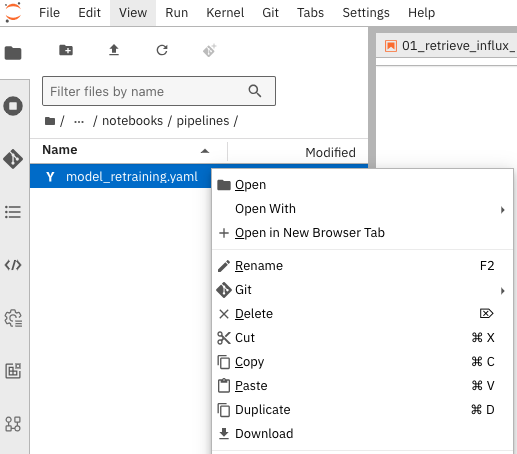 File Edit View Run Kernel Git Tabs Settings Help
01_retrieve_influx_
Filter files by name
/ ··· / notebooks / pipelines /
Name Modified
Y model_retraining.yaml
Open
Open With
Open in New Browser Tab
Rename F2
Git
Delete ⌦
Cut ⌘ X
Copy ⌘ C
Paste ⌘ V
Duplicate ⌘ D
Download